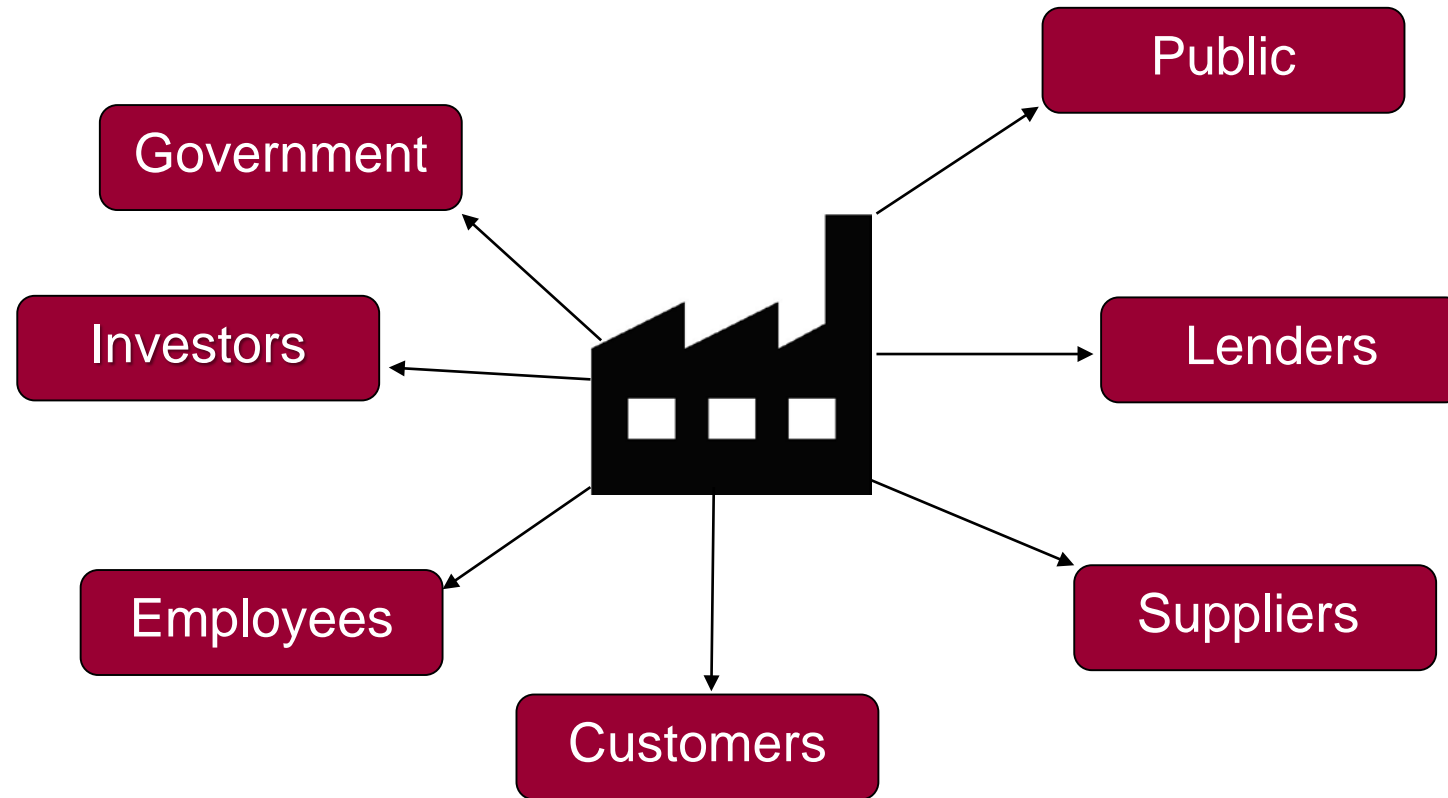 Public
Government
Investors
Lenders
Employees
Suppliers
Customers